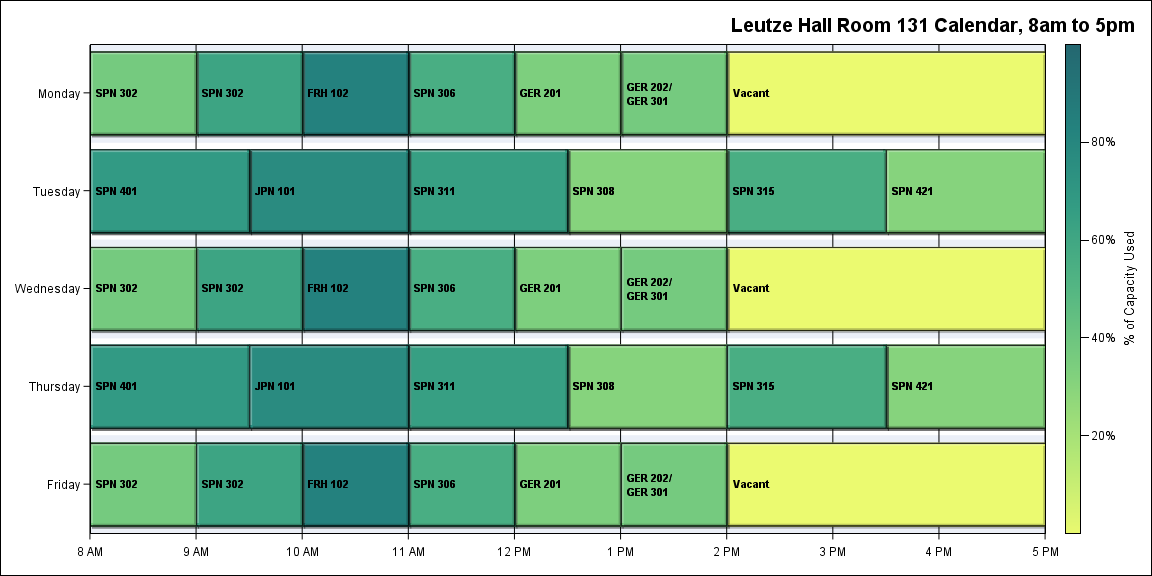 Leutze Hall Room 131 Calendar, 8am to 5pm
Monday
SPN 302
SPN 302
FRH 102
SPN 306
GER 201
GER 202/
GER 301
Vacant
Tuesday
SPN 401
JPN 101
SPN 311
SPN 308
SPN 315
SPN 421
Wednesday
SPN 302
SPN 302
FRH 102
SPN 306
GER 201
GER 202/
GER 301
Vacant
Thursday
SPN 401
JPN 101
SPN 311
SPN 308
SPN 315
SPN 421
Friday
SPN 302
SPN 302
FRH 102
SPN 306
GER 201
GER 202/
GER 301
Vacant
8 AM
9 AM
10 AM
11 AM
12 PM
1 PM
2 PM
3 PM
4 PM
5 PM
80%
60%
40%
20%
% of Capacity Used